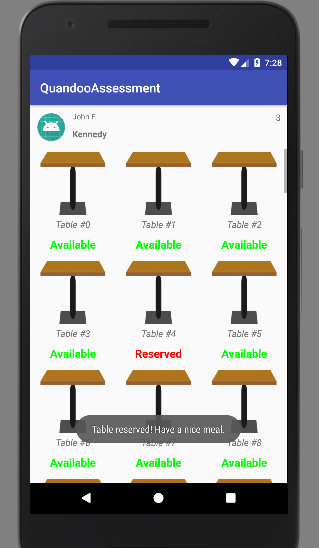 7:28
QuandooAssessment
John F.
3
Kennedy
Table #0 Table #1 Table #2
Available Available Available
Table #3 Table #4 Table #5
Available Reserved Available
Table reserved! Have a nice meal.
Table #6 Table #7 Table #8
Available Available Available